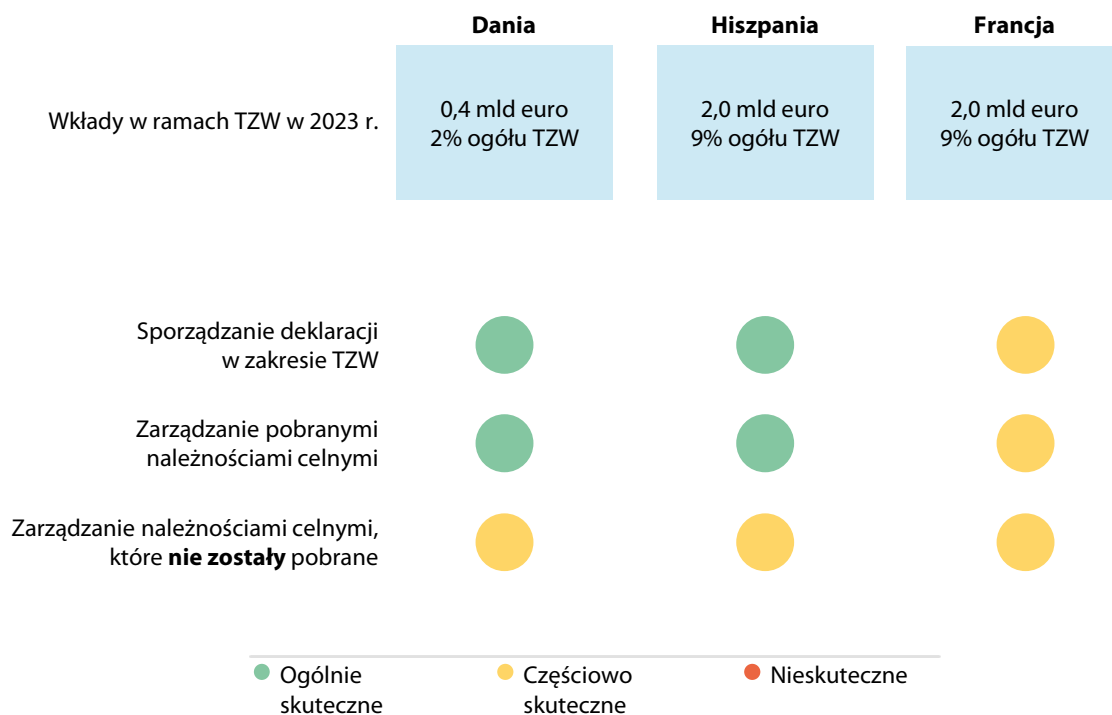 Dania
Hiszpania
Francja
Wkłady w ramach TZW w 2023 r.
0,4 mld euro
2% ogółu TZW
2,0 mld euro
9% ogółu TZW
2,0 mld euro
9% ogółu TZW
Sporządzanie deklaracji
w zakresie TZW
Zarządzanie pobranymi
należnościami celnymi
Zarządzanie należnościami celnymi,
które nie zostały pobrane
Ogólnie
skuteczne
Częściowo
skuteczne
Nieskuteczne